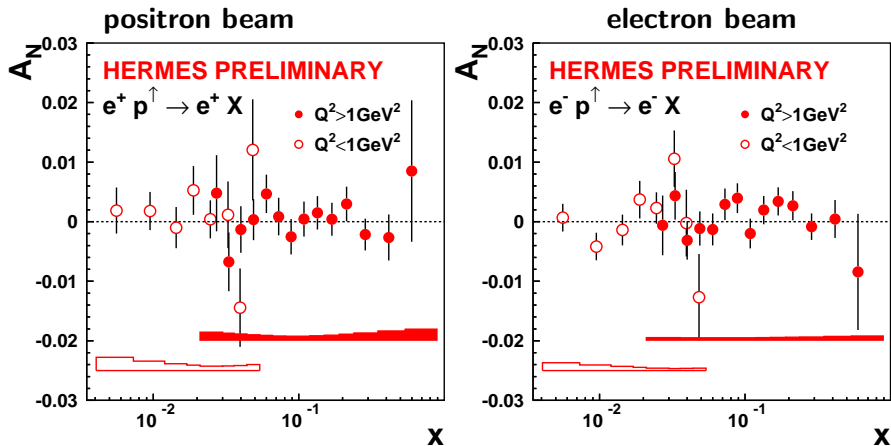 positron beam
A_N
0.03
0.02
0.01
0
-0.01
-0.02
-0.03
HERMES PRELIMINARY
e⁺ p↑ → e⁺ X
Q²>1GeV²
Q²<1GeV²
10⁻²
10⁻¹
x
electron beam
A_N
0.03
0.02
0.01
0
-0.01
-0.02
-0.03
HERMES PRELIMINARY
e⁻ p↑ → e⁻ X
Q²>1GeV²
Q²<1GeV²
10⁻²
10⁻¹
x